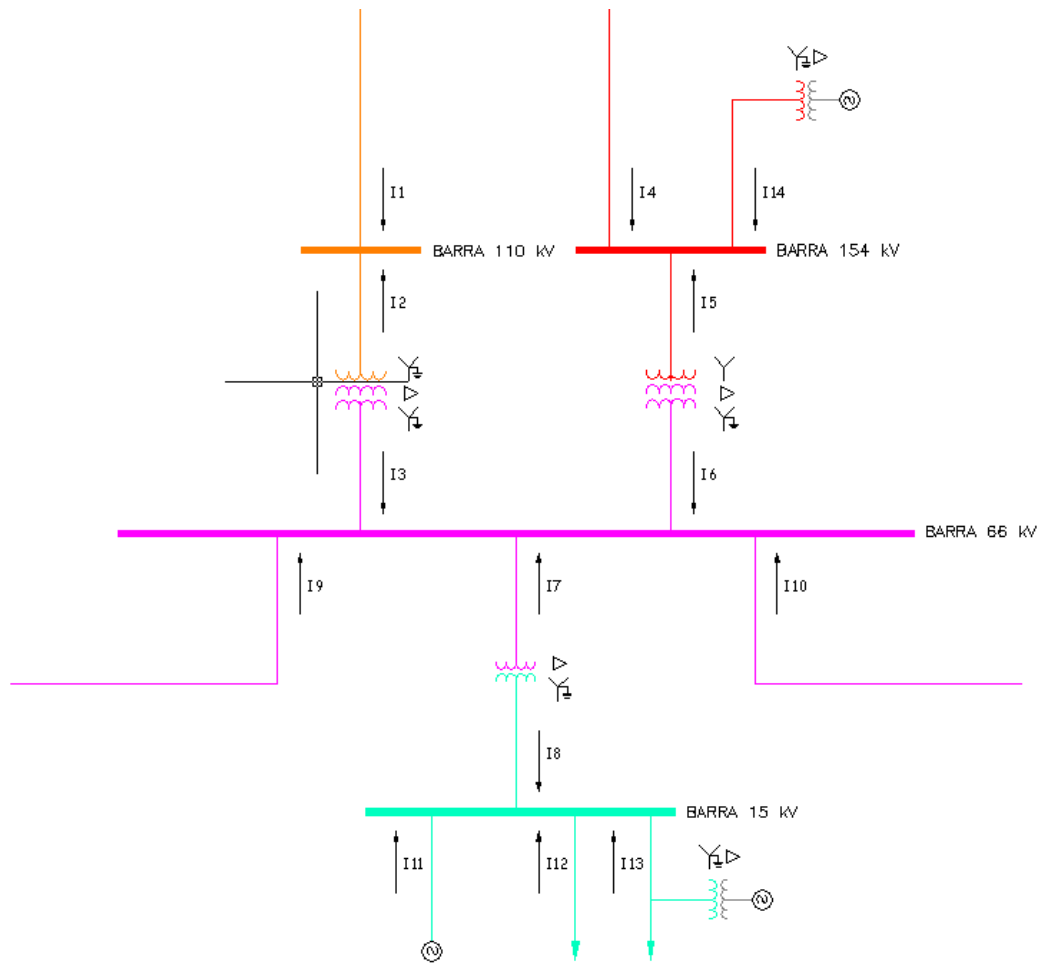 I1
I4
I14
BARRA 110 kV
BARRA 154 kV
I2
I5
I3
I6
BARRA 66 kV
I9
I7
I10
I8
BARRA 15 kV
I11
I12
I13